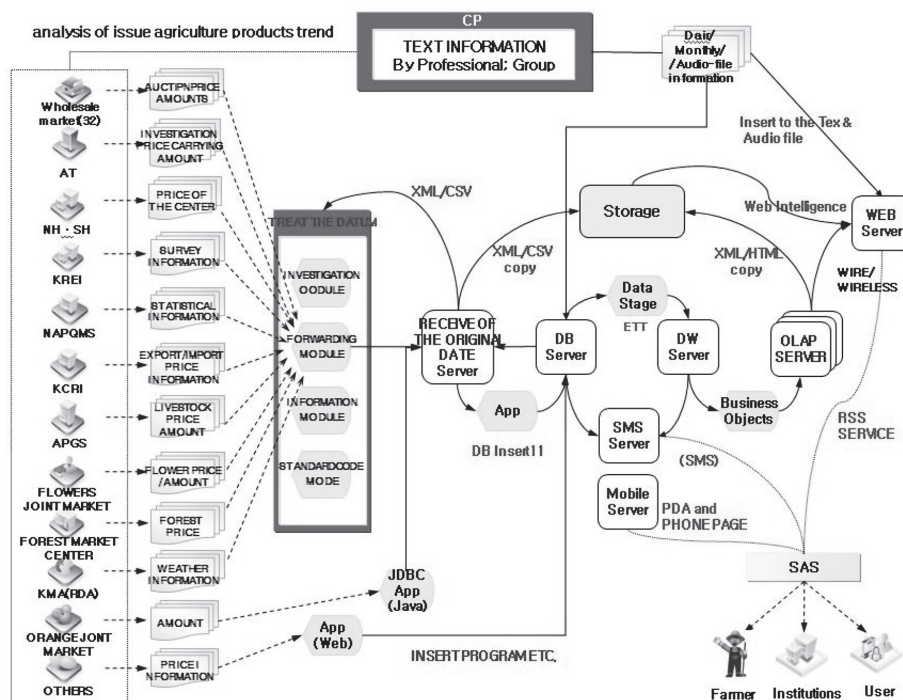 analysis of issue agriculture products trend
CP
TEXT INFORMATION
By Professional; Group
Dair/
Monthly/
/Audio-file
information
Insert to the Tex &
Audio file
Wholesale
market(32)
AUCTIPNPRICE
AMOUNTS
AT
INVESTIGATION
PRICE CARRYING
AMOUNT
NH · SH
PRICE OF
THE CENTER
KREI
SURVEY
INFORMATION
NAPQMS
STATISTICAL
INFORMATION
KCRI
EXPORT/IMPORT
PRICE
INFORMATION
APGS
LIVESTOCK
PRICE
AMOUNT
FLOWERS
JOINT MARKET
FLOWER PRICE
/AMOUNT
FOREST MARKET
CENTER
FOREST
PRICE
KMA(RDA)
WEATHER
INFORMATION
ORANGE JOINT
MARKET
AMOUNT
OTHERS
PRICE I
NFORMATION
TREAT THE DATUM
INVESTIGATION
OODULE
FORWARDING
MODULE
INFORMATION
MODULE
STANDARDCODE
MODE
JDBC
App
(Java)
App
(Web)
INSERT PROGRAM ETC,
XML/CSV
RECEIVE OF
THE ORIGINAL
DATE
Server
App
DB Insert11
XML/CSV
copy
Storage
Web Intelligence
WEB
Server
XML/HTML
copy
WIRE/
WIRELESS
DB
Server
Data
Stage
ETT
DW
Server
OLAP
SERVER
Business
Objects
SMS
Server
(SMS)
RSS
SERVICE
Mobile
Server
PDA and
PHONE PAGE
SAS
Farmer
Institutions
User